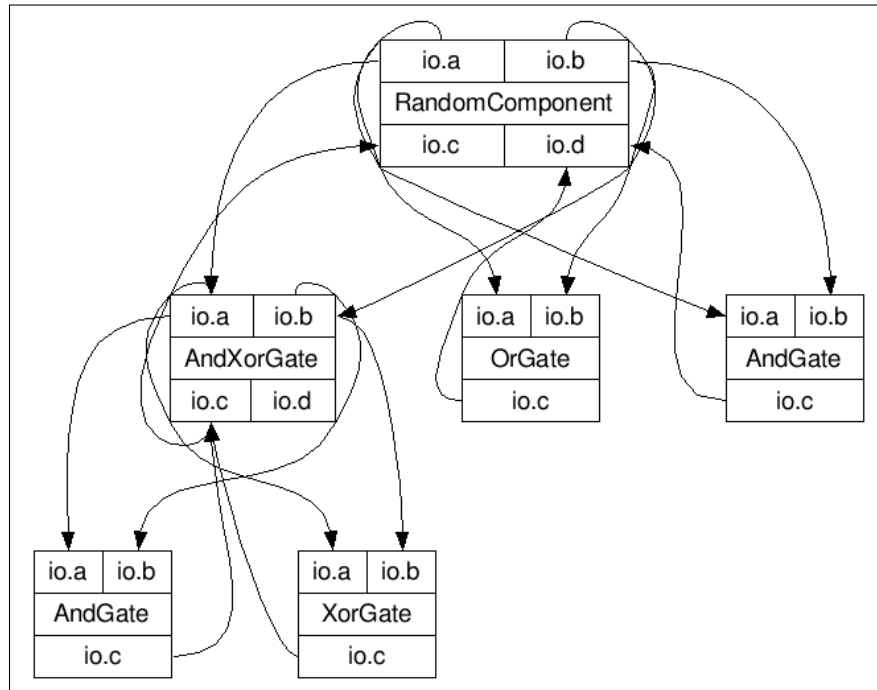 io.a io.b
RandomComponent
io.c io.d
io.a io.b
AndXorGate
io.c io.d
io.a io.b
OrGate
io.c
io.a io.b
AndGate
io.c
io.a io.b
AndGate
io.c
io.a io.b
XorGate
io.c